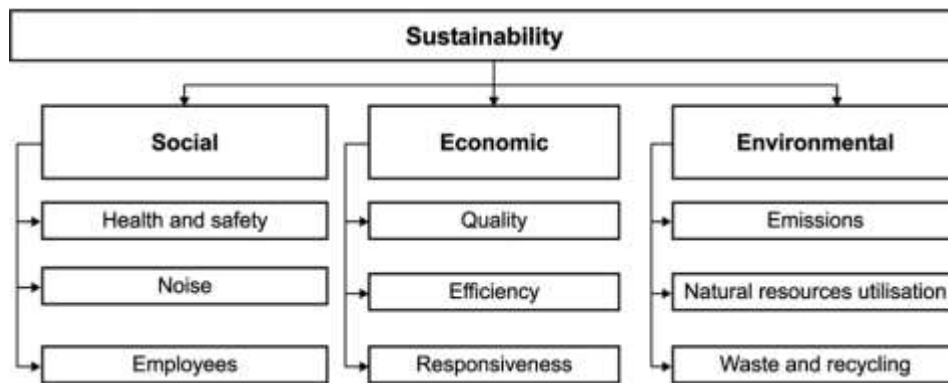 Sustainability
Social
Economic
Environmental
Health and safety
Quality
Emissions
Noise
Efficiency
Natural resources utilisation
Employees
Responsiveness
Waste and recycling